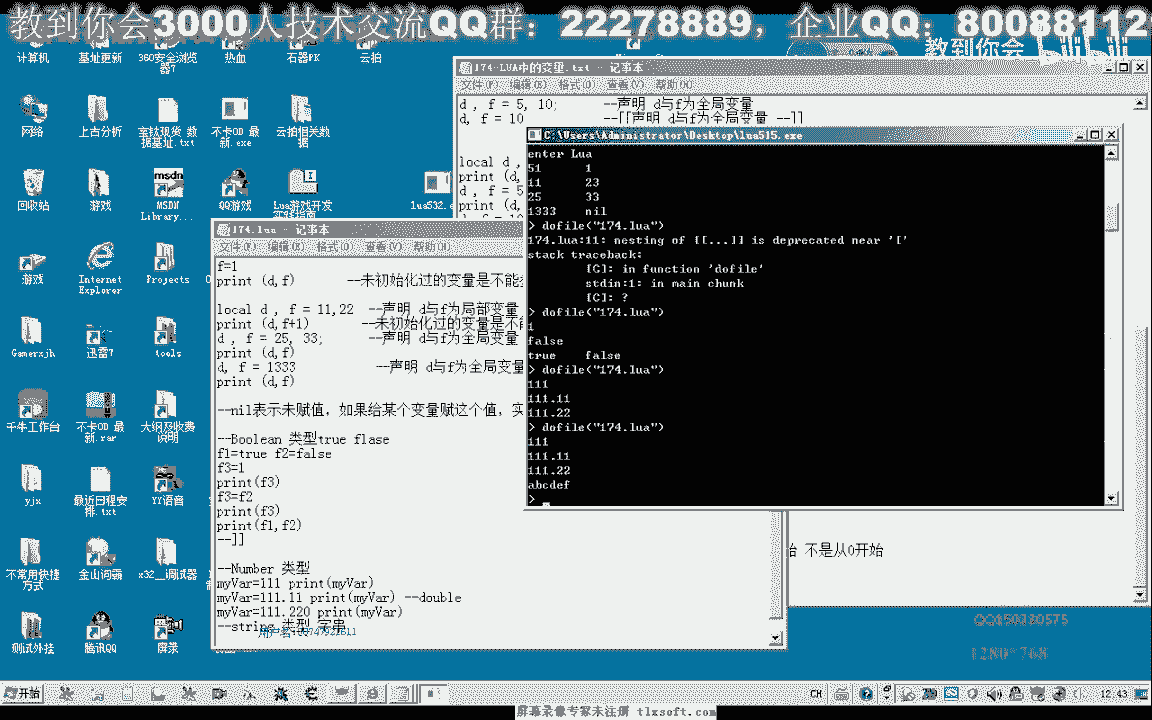 教到你会3000人技术交流QQ群：22278889，企业QQ：80088112
教到你会 bilibili
计算机
基址更新
360安全浏览器7
热血
石器PK
云拍
网络
上古分析
不卡OD 最新.exe
云拍相关数据
回收站
游戏
MSDN Library...
QQ游戏
Lua游戏开发实践指南
lua532.e
游戏
Internet Explorer
Projects
Gamerxjh
迅雷7
tools
千牛工作台
不卡OD 最新.rar
大纲及收费说明
yjx
最近日程安排.txt
YY语音
不常用快捷方式
金山词霸
x32__调试器
测试外挂
腾讯QQ
屏录
174-LUA中的变量.txt - 记事本
文件(F) 编辑(E) 格式(O) 查看(V) 帮助(H)
d , f = 5, 10; --声明 d与f为全局变量
d, f = 10 --[[声明 d与f为全局变量 --]]
local d ,
print (d,
d , f = 5
print (d,
d, f = 10
始 不是从0开始
C:\Users\Administrator\Desktop\lua515.exe
enter Lua
51 1
11 23
25 33
1333 nil
> dofile("174.lua")
174.lua:11: nesting of [[...]] is deprecated near '['
stack traceback:
[C]: in function 'dofile'
stdin:1: in main chunk
[C]: ?
> dofile("174.lua")
1
false
true false
> dofile("174.lua")
111
111.11
111.22
> dofile("174.lua")
111
111.11
111.22
abcdef
>
174.lua - 记事本
文件(F) 编辑(E) 格式(O) 查看(V) 帮助(H)
f=1
print (d,f) --未初始化过的变量是不能
local d , f = 11,22 --声明 d与f为局部变量
print (d,f+1) --未初始化过的变量是不
d , f = 25, 33; --声明 d与f为全局变量
print (d,f)
d, f = 1333 --声明 d与f为全局变量
print (d,f)
--nil表示未赋值，如果给某个变量赋这个值，实
--Boolean 类型true flase
f1=true f2=false
f3=1
print(f3)
f3=f2
print(f3)
print(f1,f2)
--]]
--Number 类型
myVar=111 print(myVar)
myVar=111.11 print(myVar) --double
myVar=111.220 print(myVar)
--string 类型 字串
QQ150330575
1280*768
开始
CH
12:43
屏幕录像专家未注册 tlxsoft.com